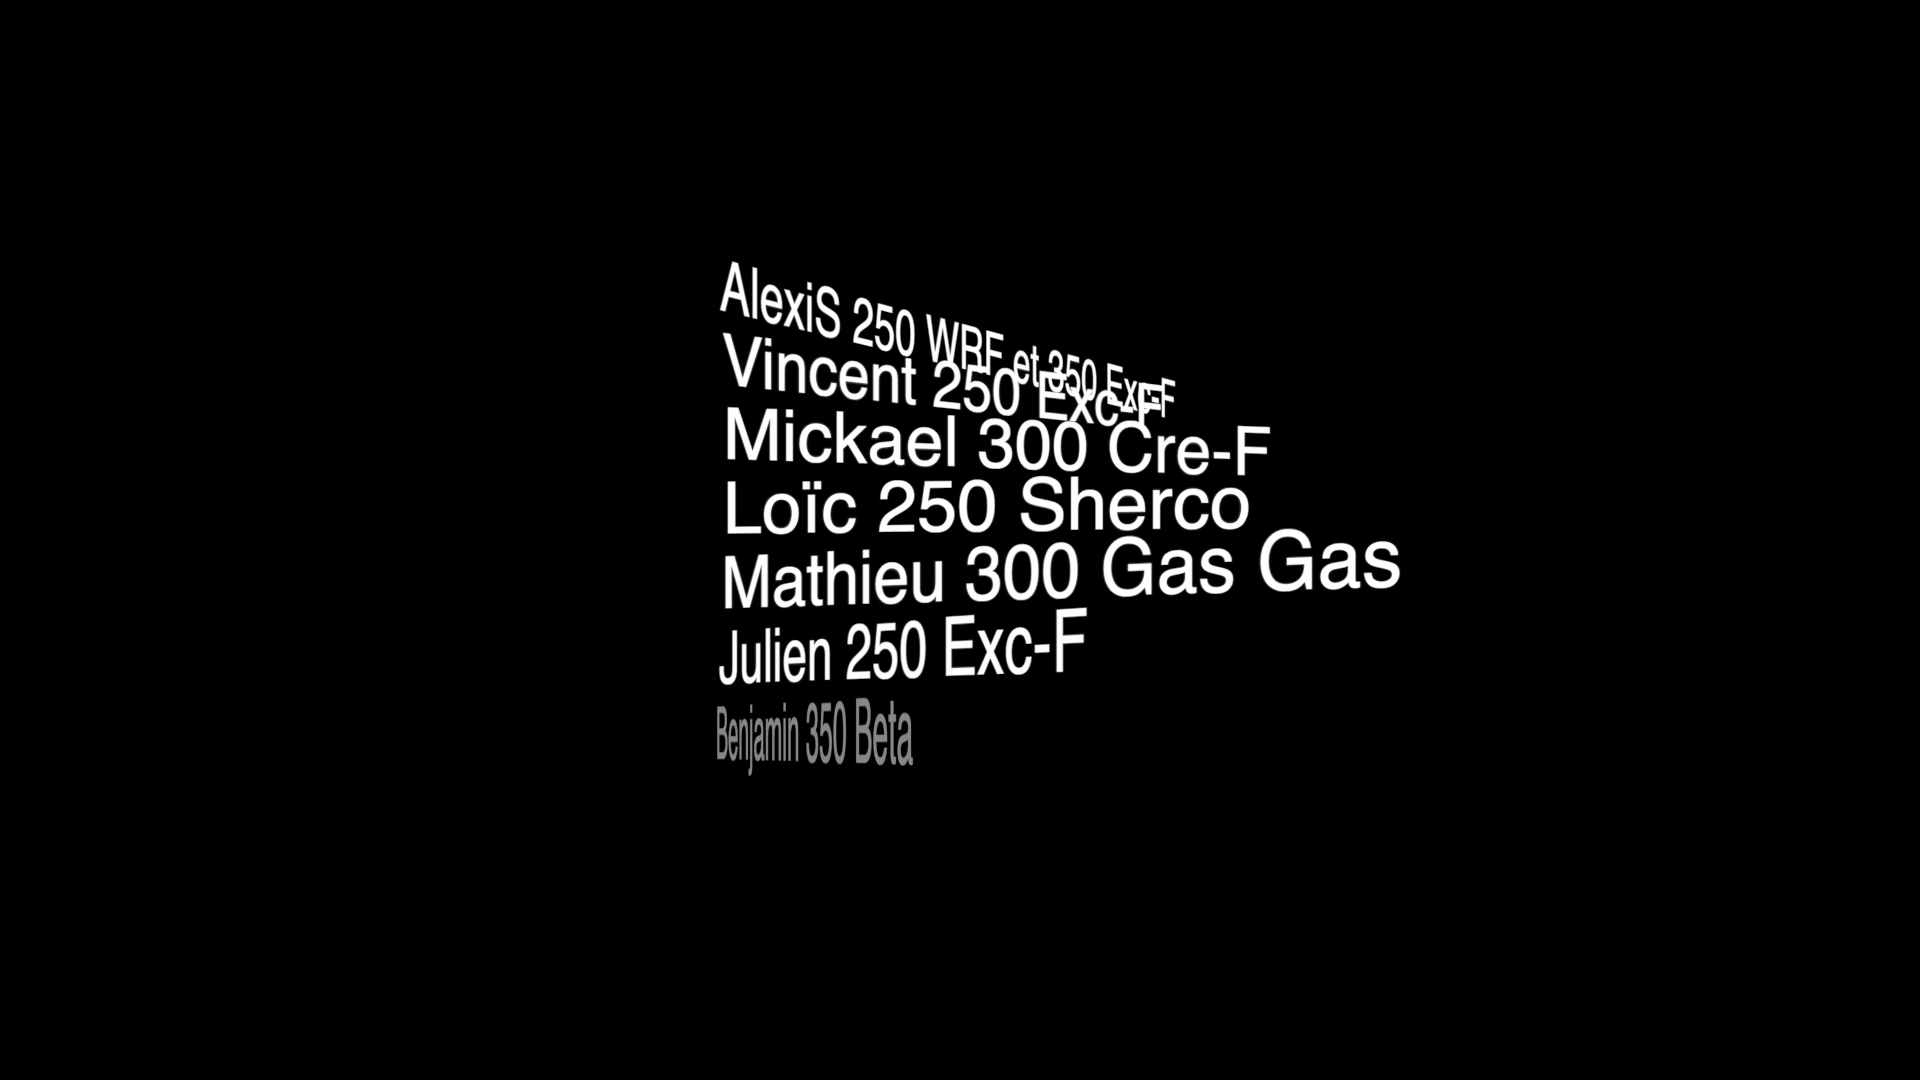 AlexiS 250 WRF et 350 Exc-F
Vincent 250 Exc-F
Mickael 300 Cre-F
Loïc 250 Sherco
Mathieu 300 Gas Gas
Julien 250 Exc-F
Benjamin 350 Beta